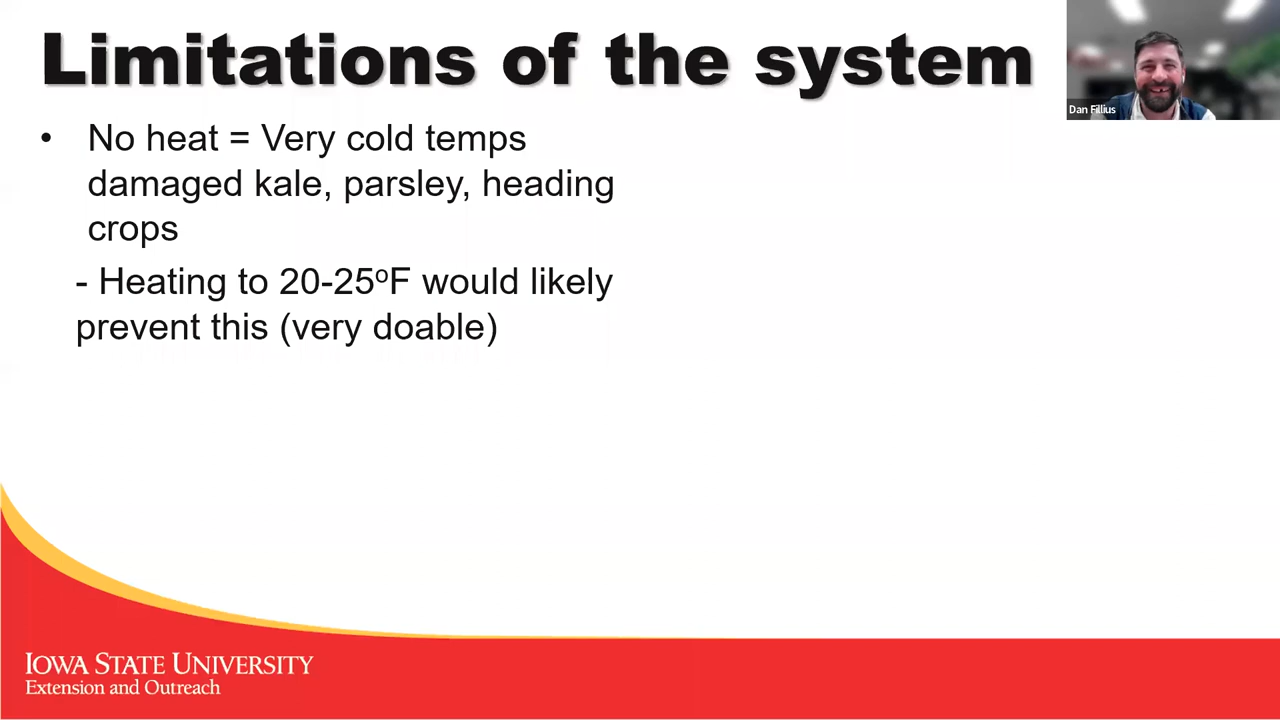 Limitations of the system
Dan Fillius
• No heat = Very cold temps
damaged kale, parsley, heading
crops
- Heating to 20-25ºF would likely
prevent this (very doable)
IOWA STATE UNIVERSITY
Extension and Outreach